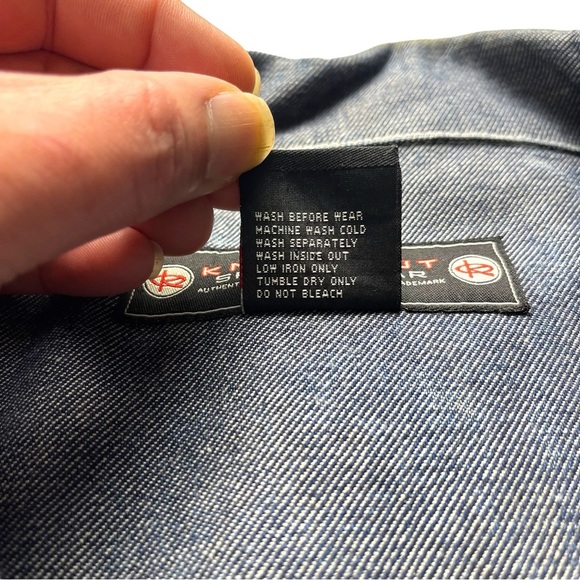 WASH BEFORE WEAR
MACHINE WASH COLD
WASH SEPARATELY
WASH INSIDE OUT
LOW IRON ONLY
TUMBLE DRY ONLY
DO NOT BLEACH